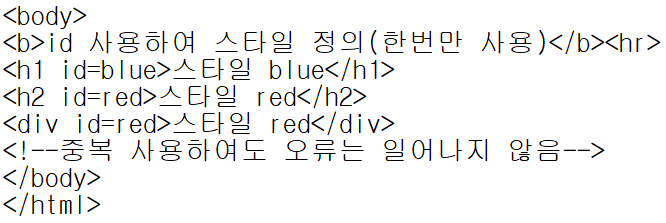 <body>
<b>id 사용하여 스타일 정의(한번만 사용)</b><hr>
<h1 id=blue>스타일 blue</h1>
<h2 id=red>스타일 red</h2>
<div id=red>스타일 red</div>
<!--중복 사용하여도 오류는 일어나지 않음-->
</body>
</html>